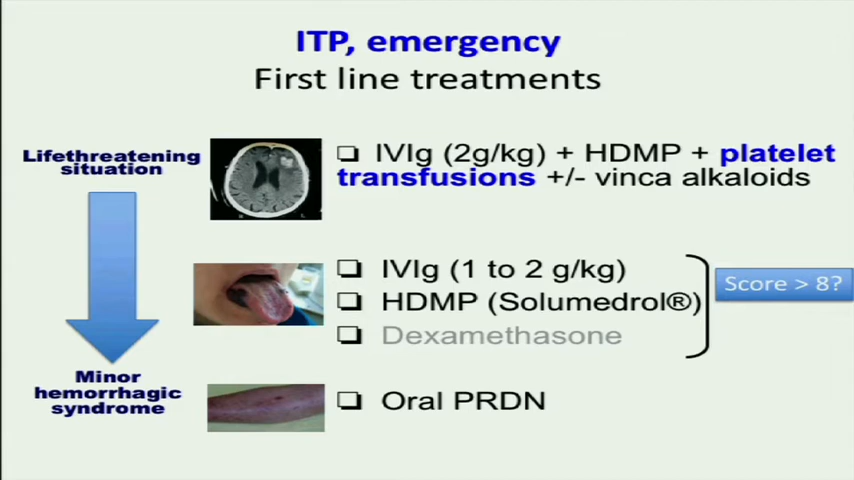 ITP, emergency
First line treatments
Lifethreatening
situation
❏ IVIg (2g/kg) + HDMP + platelet
transfusions +/- vinca alkaloids
❏ IVIg (1 to 2 g/kg)
❏ HDMP (Solumedrol®)
❏ Dexamethasone
Score > 8?
Minor
hemorrhagic
syndrome
❏ Oral PRDN